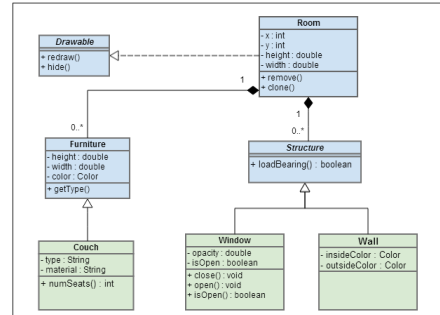 Room
- x : int
- y : int
- height : double
- width : double
+ remove()
+ clone()
Drawable
+ redraw()
+ hide()
1
1
0..*
0..*
Furniture
- height : double
- width : double
- color : Color
+ getType()
Structure
+ loadBearing() : boolean
Couch
- type : String
- material : String
+ numSeats() : int
Window
- opacity : double
- isOpen : boolean
+ close() : void
+ open() : void
+ isOpen() : boolean
Wall
- insideColor : Color
- outsideColor : Color